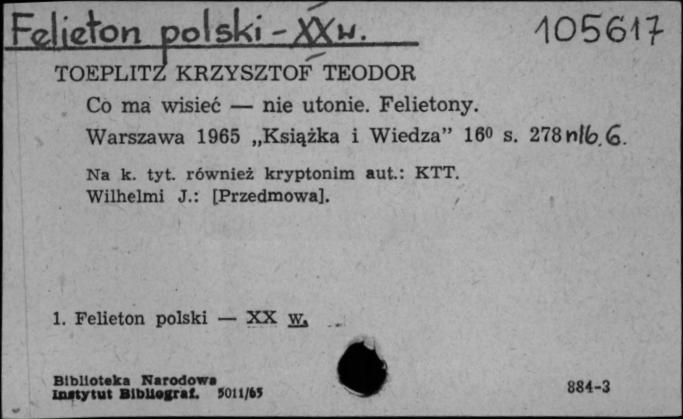 Felieton polski - XX w. 105617
TOEPLITZ KRZYSZTOF TEODOR
Co ma wisieć — nie utonie. Felietony.
Warszawa 1965 „Książka i Wiedza” 16⁰ s. 278 nlb. 6.
Na k. tyt. również kryptonim aut.: KTT.
Wilhelmi J.: [Przedmowa].
1. Felieton polski — XX w.
Biblioteka Narodowa
Instytut Bibliograf. 5011/65
884-3